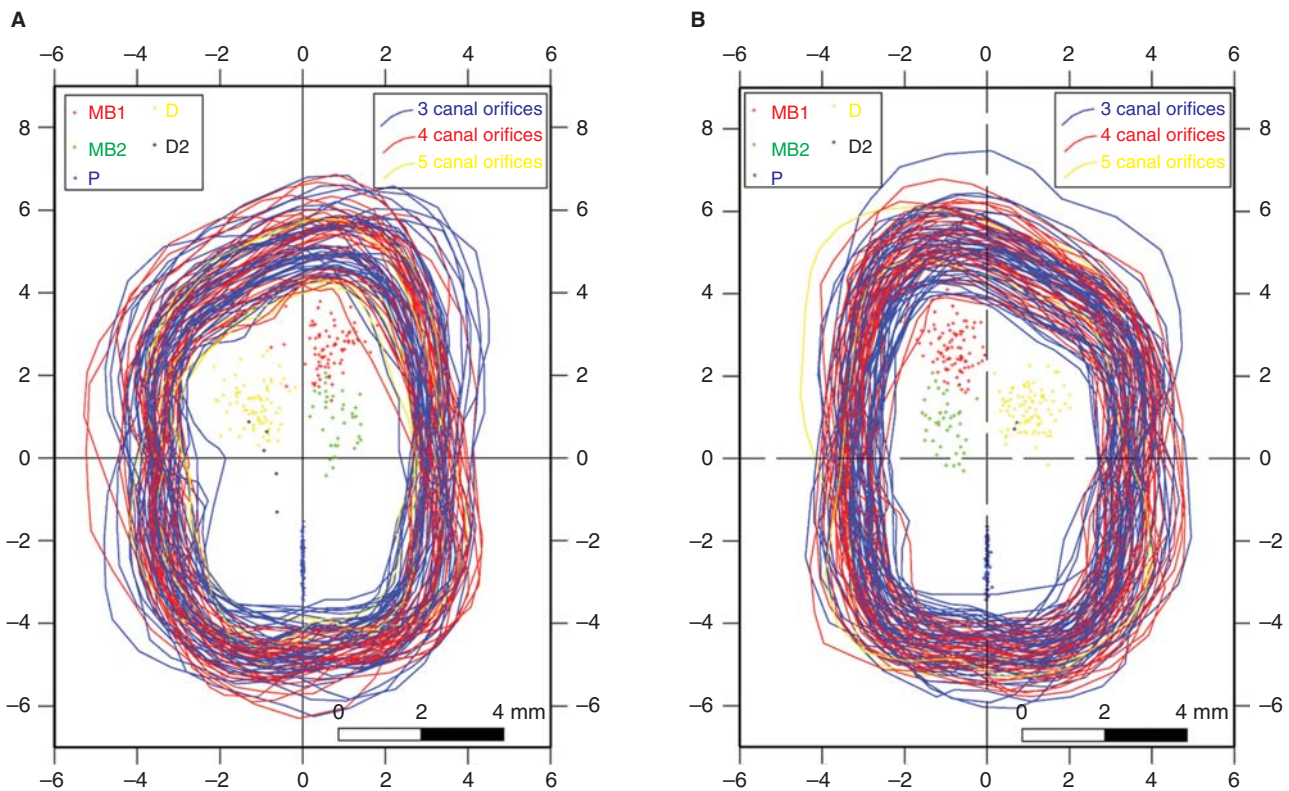 A
B
−6 −4 −2 0 2 4 6
−6 −4 −2 0 2 4 6
MB1 D
MB2 D2
P
3 canal orifices
4 canal orifices
5 canal orifices
MB1 D
MB2 D2
P
3 canal orifices
4 canal orifices
5 canal orifices
8 8 8 8
6 6 6 6
4 4 4 4
2 2 2 2
0 0 0 0
−2 −2 −2 −2
−4 −4 −4 −4
−6 −6 −6 −6
0 2 4 mm
0 2 4 mm
−6 −4 −2 0 2 4 6
−6 −4 −2 0 2 4 6